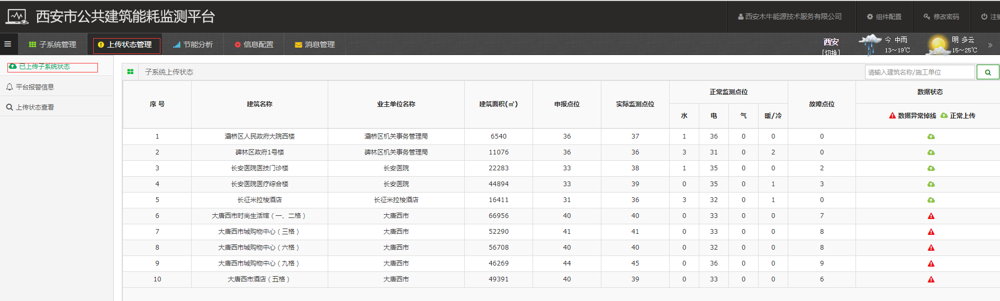 西安市公共建筑能耗监测平台
西安木牛能源技术服务有限公司 组件配置 修改密码
子系统管理 上传状态管理 节能分析 信息配置 消息管理 西安 [切换] 今 中雨 13~19℃ 明 多云 15~25℃ »
已上传子系统状态
平台报警信息
上传状态查看
子系统上传状态 请输入建筑名称/施工单位
序 号 建筑名称 业主单位名称 建筑面积(㎡) 申报点位 实际监测点位 正常监测点位 故障点位 数据状态
水 电 气 暖/冷 数据异常掉线 正常上传
1 灞桥区人民政府大院西楼 灞桥区机关事务管理局 6540 36 37 1 36 0 0 0
2 碑林区政府1号楼 碑林区机关事务管理局 11076 36 36 3 31 0 2 0
3 长安医院医技门诊楼 长安医院 22283 33 38 1 35 0 0 2
4 长安医院医疗综合楼 长安医院 44894 33 39 0 35 0 1 3
5 长征米拉梭酒店 长征米拉梭酒店 16411 31 36 3 32 0 1 0
6 大唐西市时尚生活馆（一、二格） 大唐西市 66956 40 40 0 33 0 0 7
7 大唐西市城购物中心（三格） 大唐西市 52290 41 41 0 33 0 0 8
8 大唐西市城购物中心（六格） 大唐西市 56708 40 40 0 32 0 0 8
9 大唐西市城购物中心（九格） 大唐西市 46269 44 45 0 36 0 0 9
10 大唐西市酒店（五格） 大唐西市 49391 40 39 0 33 0 0 6